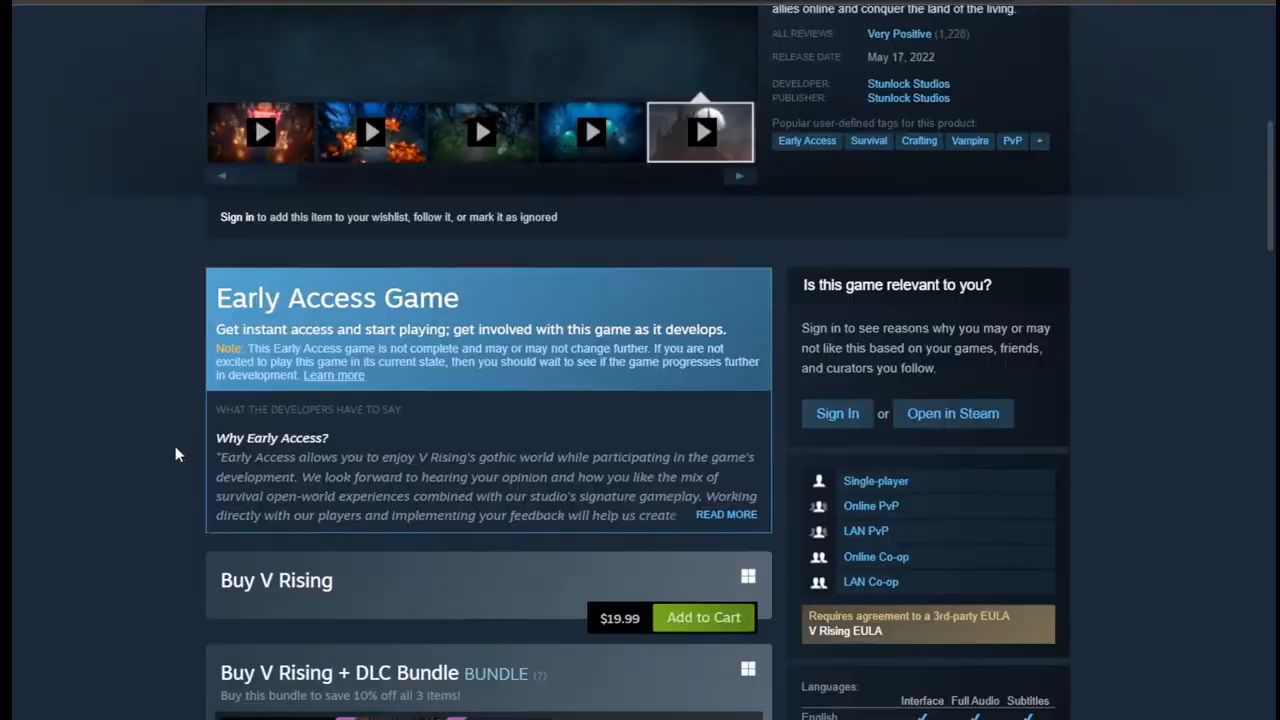 allies online and conquer the land of the living.
ALL REVIEWS: Very Positive (1,228)
RELEASE DATE: May 17, 2022
DEVELOPER: Stunlock Studios
PUBLISHER: Stunlock Studios
Popular user-defined tags for this product:
Early Access Survival Crafting Vampire PvP +
Sign in to add this item to your wishlist, follow it, or mark it as ignored
Early Access Game
Get instant access and start playing; get involved with this game as it develops.
Note: This Early Access game is not complete and may or may not change further. If you are not
excited to play this game in its current state, then you should wait to see if the game progresses further
in development. Learn more
WHAT THE DEVELOPERS HAVE TO SAY:
Why Early Access?
"Early Access allows you to enjoy V Rising's gothic world while participating in the game's
development. We look forward to hearing your opinion and how you like the mix of
survival open-world experiences combined with our studio's signature gameplay. Working
directly with our players and implementing your feedback will help us create READ MORE
Buy V Rising
$19.99 Add to Cart
Buy V Rising + DLC Bundle BUNDLE (?)
Buy this bundle to save 10% off all 3 items!
Is this game relevant to you?
Sign in to see reasons why you may or may
not like this based on your games, friends,
and curators you follow.
Sign In or Open in Steam
Single-player
Online PvP
LAN PvP
Online Co-op
LAN Co-op
Requires agreement to a 3rd-party EULA
V Rising EULA
Languages:
Interface Full Audio Subtitles
English